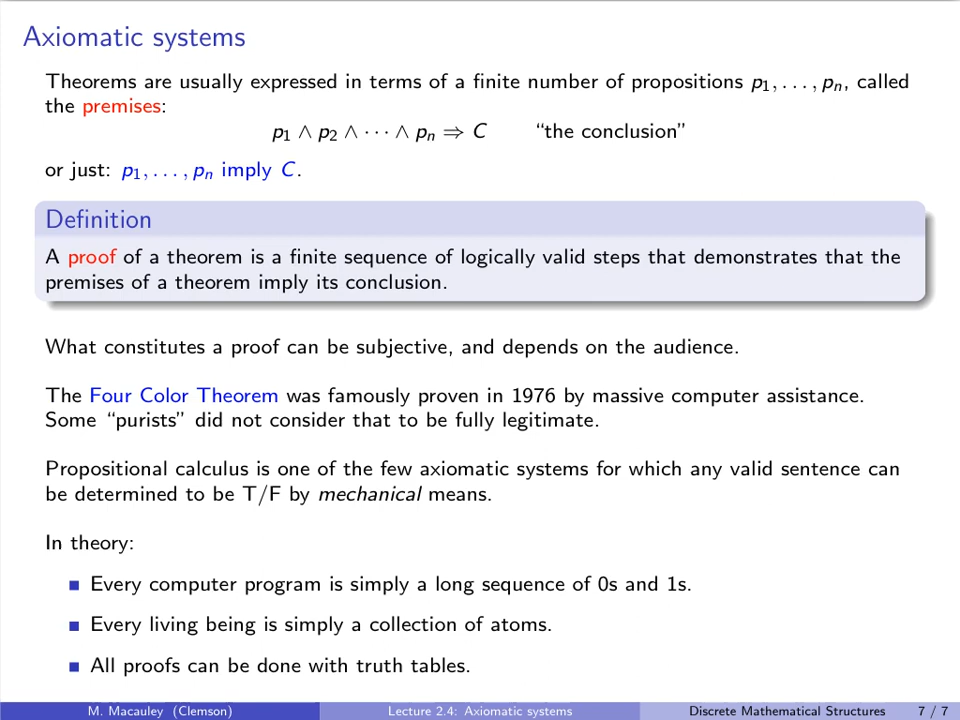 Axiomatic systems
Theorems are usually expressed in terms of a finite number of propositions p₁, . . . , pₙ, called
the premises:
p₁ ∧ p₂ ∧ · · · ∧ pₙ ⇒ C “the conclusion”
or just: p₁, . . . , pₙ imply C.
Definition
A proof of a theorem is a finite sequence of logically valid steps that demonstrates that the
premises of a theorem imply its conclusion.
What constitutes a proof can be subjective, and depends on the audience.
The Four Color Theorem was famously proven in 1976 by massive computer assistance.
Some “purists” did not consider that to be fully legitimate.
Propositional calculus is one of the few axiomatic systems for which any valid sentence can
be determined to be T/F by mechanical means.
In theory:
Every computer program is simply a long sequence of 0s and 1s.
Every living being is simply a collection of atoms.
All proofs can be done with truth tables.
M. Macauley (Clemson) Lecture 2.4: Axiomatic systems Discrete Mathematical Structures 7 / 7